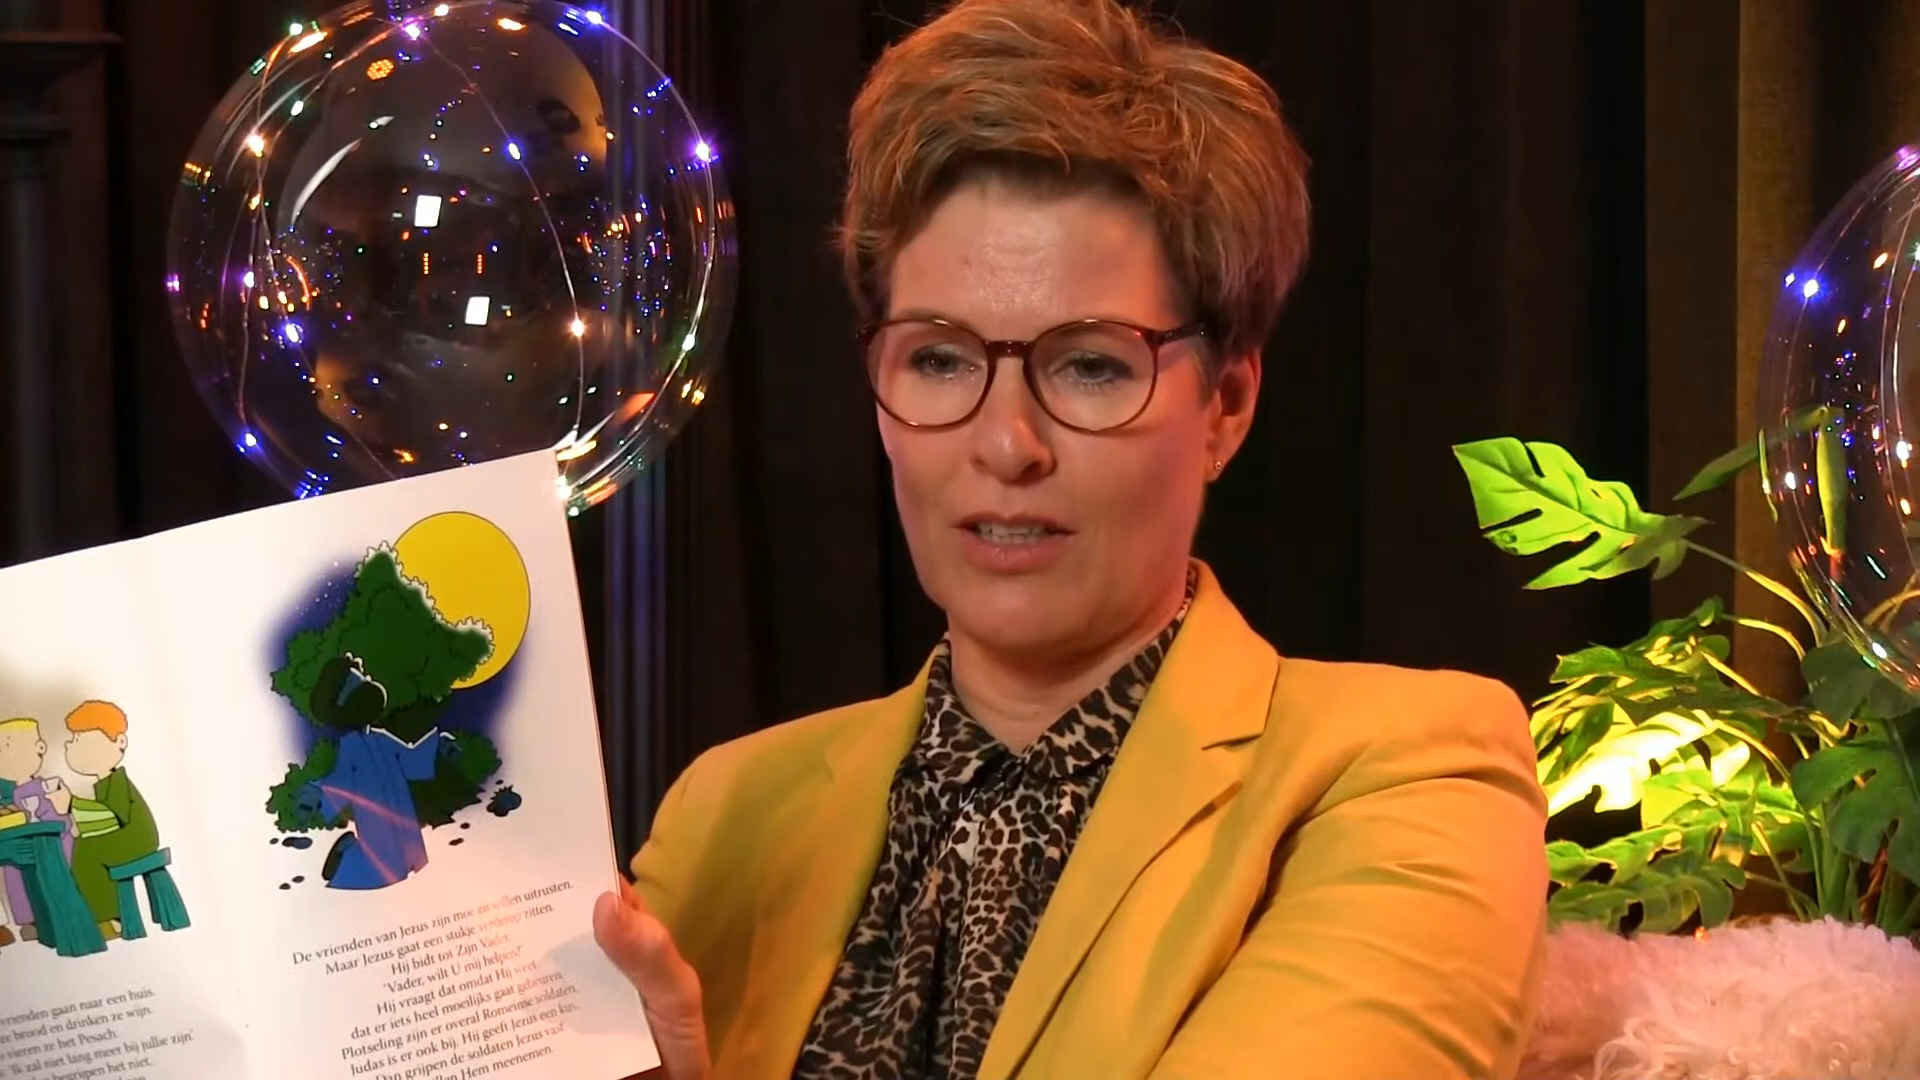 vrienden gaan naar een huis.
ze brood en drinken ze wijn.
vieren ze het Pesach.
'Ik zal niet lang meer bij jullie zijn'
begrijpen het niet.
De vrienden van Jezus zijn moe en willen uitrusten.
Maar Jezus gaat een stukje verderop zitten.
Hij bidt tot Zijn Vader.
'Vader, wilt U mij helpen?'
Hij vraagt dat omdat Hij weet
dat er iets heel moeilijks gaat gebeuren.
Plotseling zijn er overal Romeinse soldaten.
Judas is er ook bij. Hij geeft Jezus een kus.
Dan grijpen de soldaten Jezus vast
Hem meenemen.